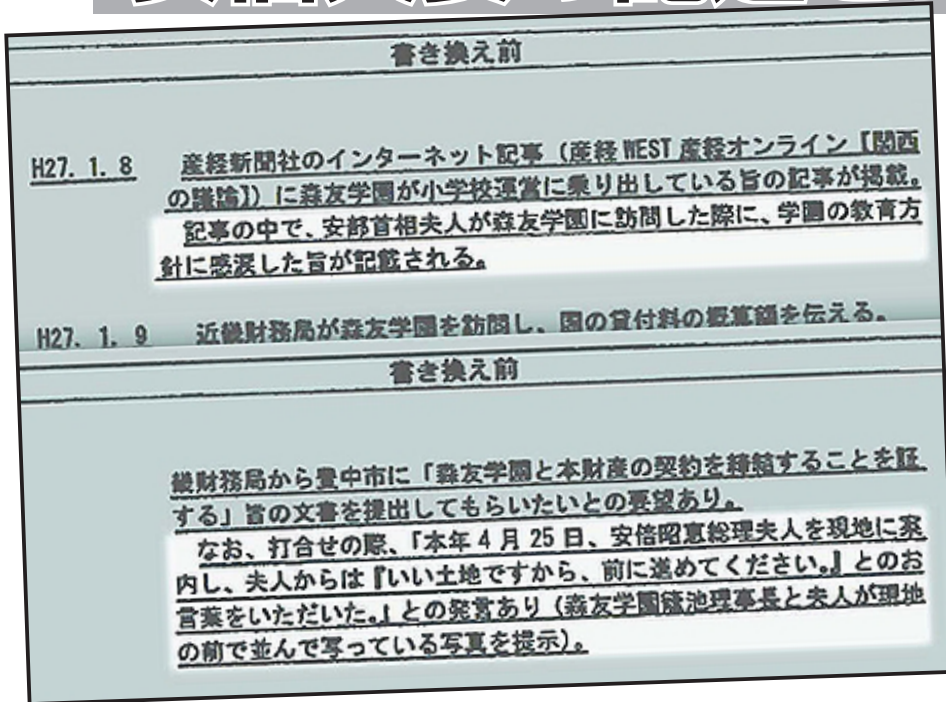 書き換え前
H27. 1. 8 産経新聞社のインターネット記事（産経WEST 産経オンライン【関西
の議論】）に森友学園が小学校運営に乗り出している旨の記事が掲載。
記事の中で、安部首相夫人が森友学園に訪問した際に、学園の教育方
針に感涙した旨が記載される。
H27. 1. 9 近畿財務局が森友学園を訪問し、国の貸付料の概算額を伝える。
書き換え前
畿財務局から豊中市に「森友学園と本財産の契約を締結することを証
する」旨の文書を提出してもらいたいとの要望あり。
なお、打合せの際、「本年4月25日、安倍昭恵総理夫人を現地に案
内し、夫人からは『いい土地ですから、前に進めてください。』とのお
言葉をいただいた。」との発言あり（森友学園籠池理事長と夫人が現地
の前で並んで写っている写真を提示）。